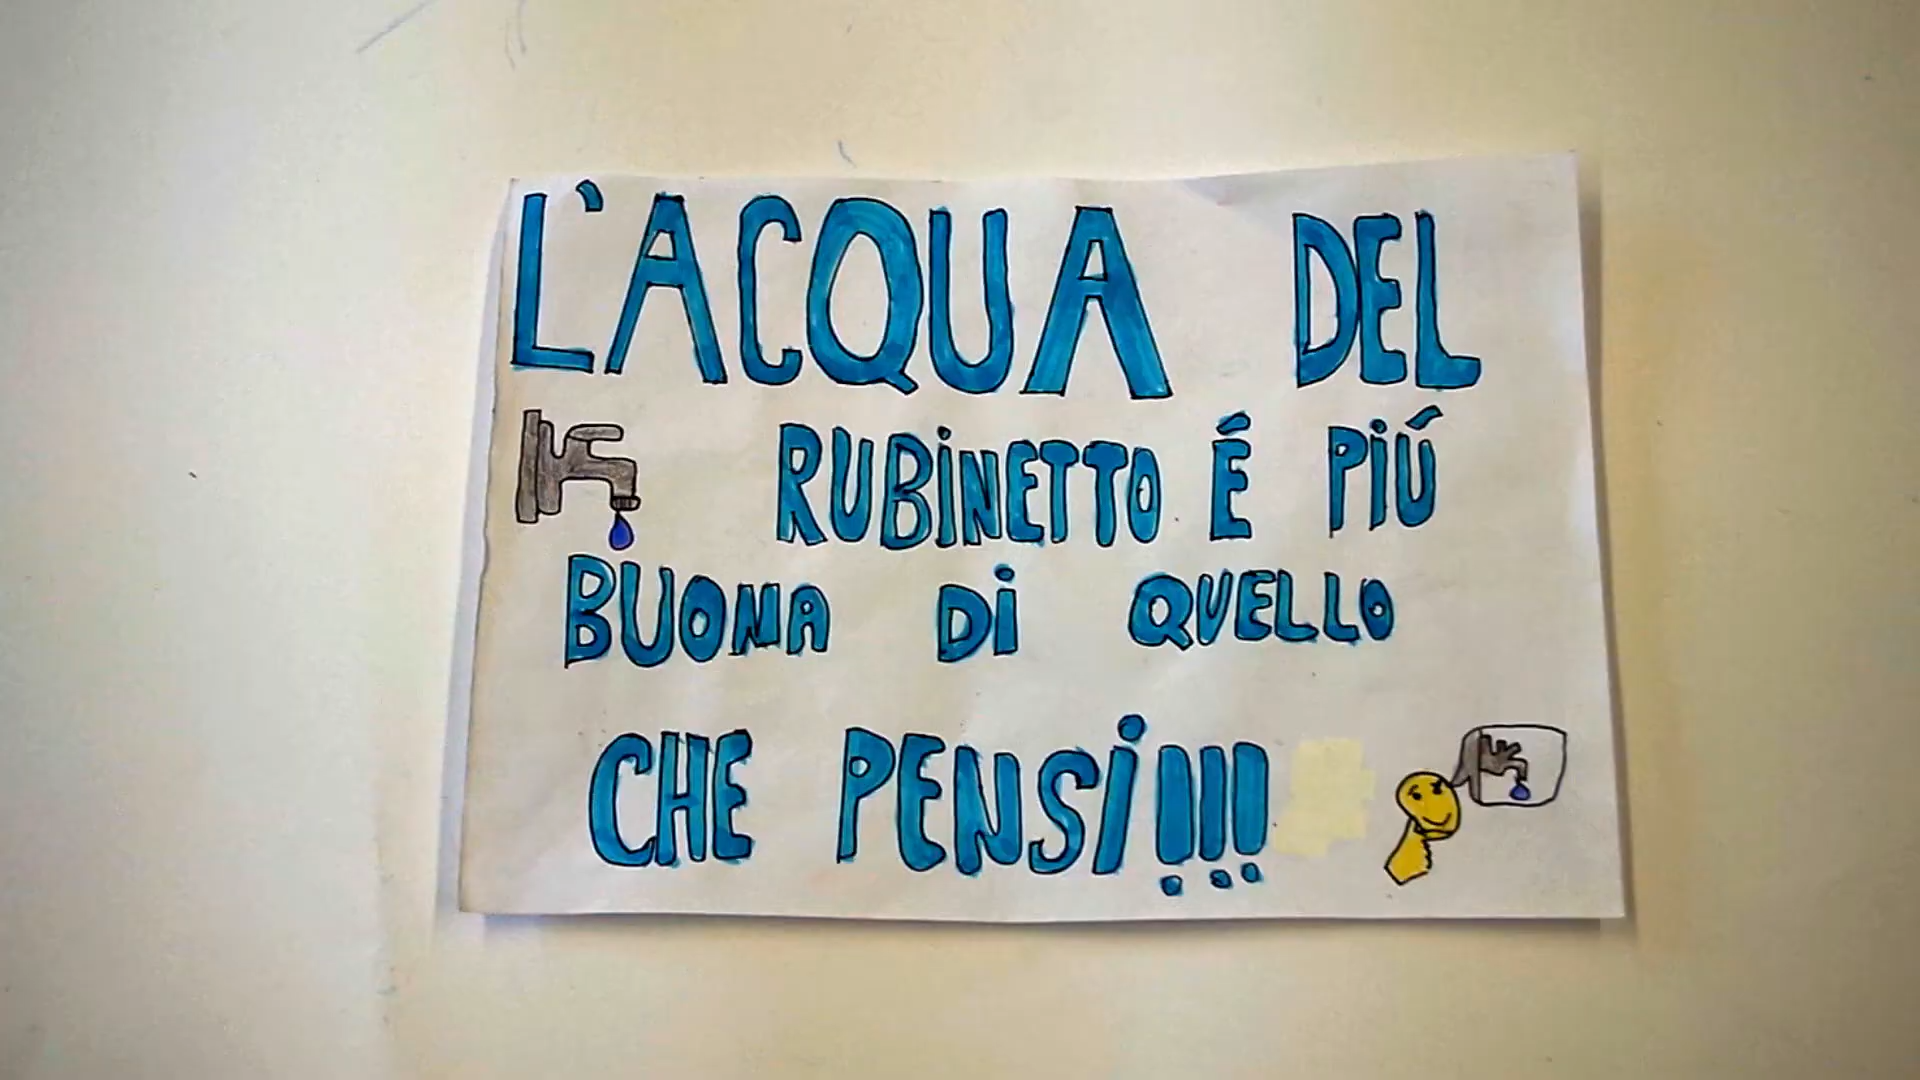 L'ACQUA DEL
RUBINETTO É PIÚ
BUONA DI QUELLO
CHE PENSI!!!